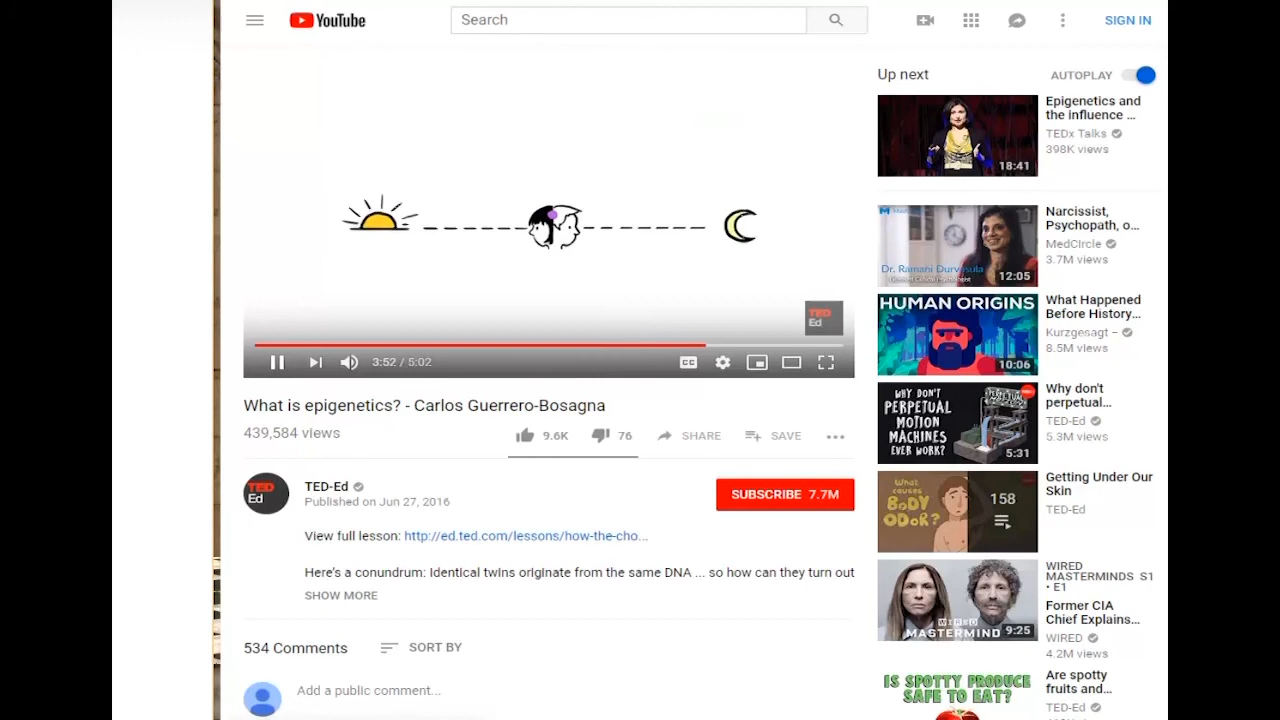 YouTube
Search
SIGN IN
Up next
AUTOPLAY
Epigenetics and
the influence ...
TEDx Talks
398K views
18:41
Narcissist,
Psychopath, o...
MedCircle
3.7M views
Dr. Ramani Durvasula
12:05
HUMAN ORIGINS
What Happened
Before History...
Kurzgesagt –
8.5M views
10:06
WHY DON'T
PERPETUAL
MOTION
MACHINES
EVER WORK?
5:31
Why don't
perpetual...
TED-Ed
5.3M views
What
causes
BODY
ODOR?
158
Getting Under Our
Skin
TED-Ed
WIRED
MASTERMIND
9:25
WIRED
MASTERMINDS S1
• E1
Former CIA
Chief Explains...
WIRED
4.2M views
IS SPOTTY PRODUCE
SAFE TO EAT?
Are spotty
fruits and...
TED-Ed
TED
Ed
3:52 / 5:02
CC
What is epigenetics? - Carlos Guerrero-Bosagna
439,584 views
9.6K
76
SHARE
SAVE
TED
Ed
TED-Ed
Published on Jun 27, 2016
SUBSCRIBE 7.7M
View full lesson: http://ed.ted.com/lessons/how-the-cho...
Here's a conundrum: Identical twins originate from the same DNA ... so how can they turn out
SHOW MORE
534 Comments
SORT BY
Add a public comment...